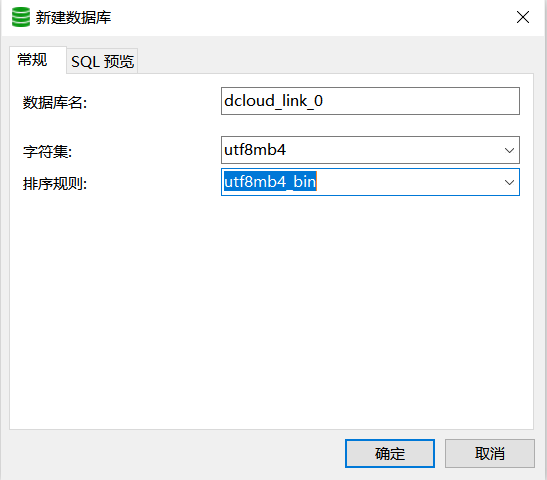 新建数据库
常规 SQL 预览
数据库名: dcloud_link_0
字符集: utf8mb4
排序规则: utf8mb4_bin
确定 取消